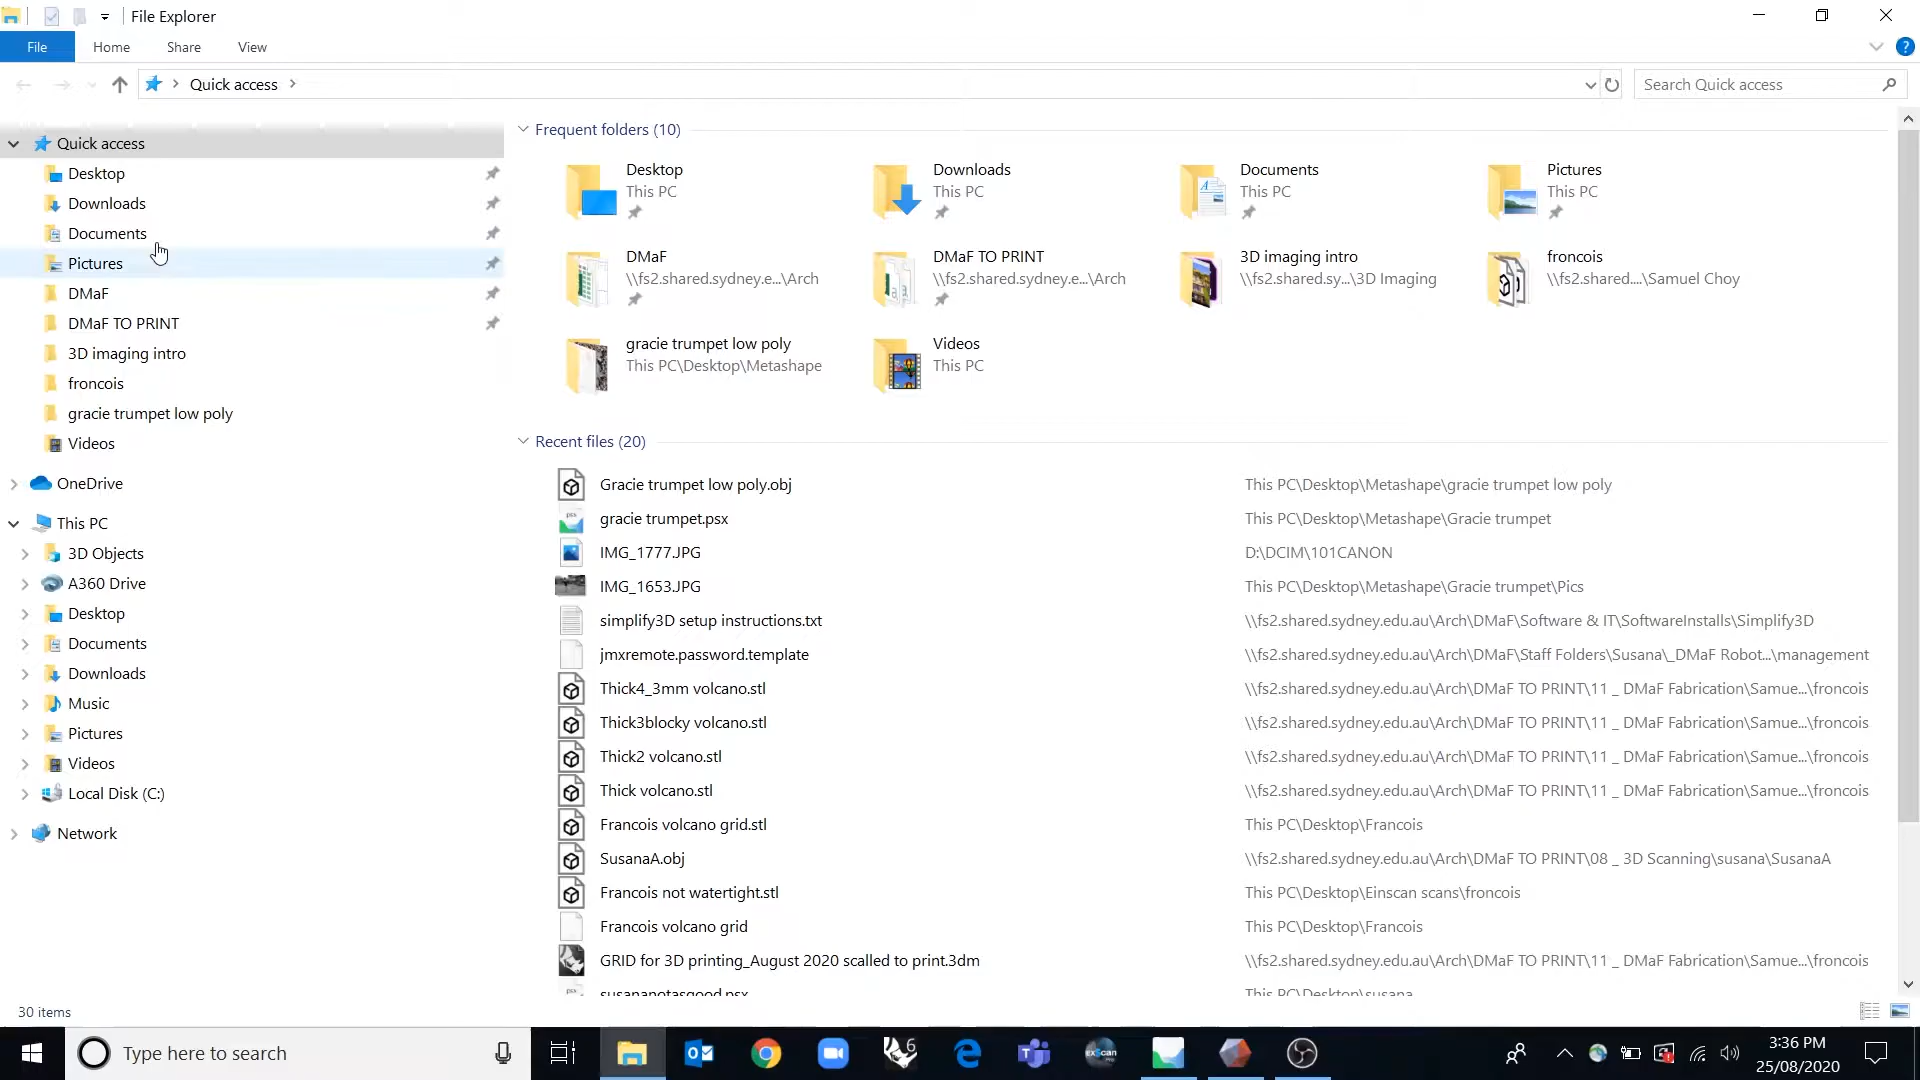 File Explorer
File Home Share View
Quick access
Search Quick access
Quick access
Desktop
Downloads
Documents
Pictures
DMaF
DMaF TO PRINT
3D imaging intro
froncois
gracie trumpet low poly
Videos
OneDrive
This PC
3D Objects
A360 Drive
Desktop
Documents
Downloads
Music
Pictures
Videos
Local Disk (C:)
Network
Frequent folders (10)
Desktop
This PC
Downloads
This PC
Documents
This PC
Pictures
This PC
DMaF
\\fs2.shared.sydney.e...\Arch
DMaF TO PRINT
\\fs2.shared.sydney.e...\Arch
3D imaging intro
\\fs2.shared.sy...\3D Imaging
froncois
\\fs2.shared....\Samuel Choy
gracie trumpet low poly
This PC\Desktop\Metashape
Videos
This PC
Recent files (20)
Gracie trumpet low poly.obj This PC\Desktop\Metashape\gracie trumpet low poly
gracie trumpet.psx This PC\Desktop\Metashape\Gracie trumpet
IMG_1777.JPG D:\DCIM\101CANON
IMG_1653.JPG This PC\Desktop\Metashape\Gracie trumpet\Pics
simplify3D setup instructions.txt \\fs2.shared.sydney.edu.au\Arch\DMaF\Software & IT\SoftwareInstalls\Simplify3D
jmxremote.password.template \\fs2.shared.sydney.edu.au\Arch\DMaF\Staff Folders\Susana\_DMaF Robot...\management
Thick4_3mm volcano.stl \\fs2.shared.sydney.edu.au\Arch\DMaF TO PRINT\11 _ DMaF Fabrication\Samue...\froncois
Thick3blocky volcano.stl \\fs2.shared.sydney.edu.au\Arch\DMaF TO PRINT\11 _ DMaF Fabrication\Samue...\froncois
Thick2 volcano.stl \\fs2.shared.sydney.edu.au\Arch\DMaF TO PRINT\11 _ DMaF Fabrication\Samue...\froncois
Thick volcano.stl \\fs2.shared.sydney.edu.au\Arch\DMaF TO PRINT\11 _ DMaF Fabrication\Samue...\froncois
Francois volcano grid.stl This PC\Desktop\Francois
SusanaA.obj \\fs2.shared.sydney.edu.au\Arch\DMaF TO PRINT\08 _ 3D Scanning\susana\SusanaA
Francois not watertight.stl This PC\Desktop\Einscan scans\froncois
Francois volcano grid This PC\Desktop\Francois
GRID for 3D printing_August 2020 scalled to print.3dm \\fs2.shared.sydney.edu.au\Arch\DMaF TO PRINT\11 _ DMaF Fabrication\Samue...\froncois
susananotasgood.psx This PC\Desktop\susana
30 items
Type here to search
3:36 PM
25/08/2020